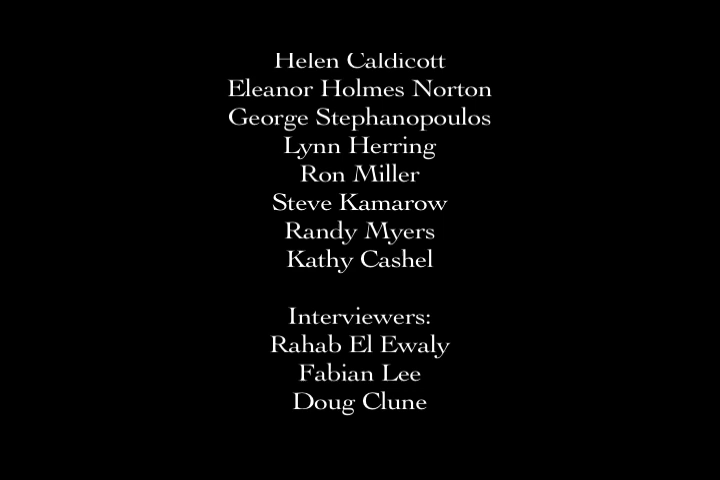 Helen Caldicott
Eleanor Holmes Norton
George Stephanopoulos
Lynn Herring
Ron Miller
Steve Kamarow
Randy Myers
Kathy Cashel
Interviewers:
Rahab El Ewaly
Fabian Lee
Doug Clune